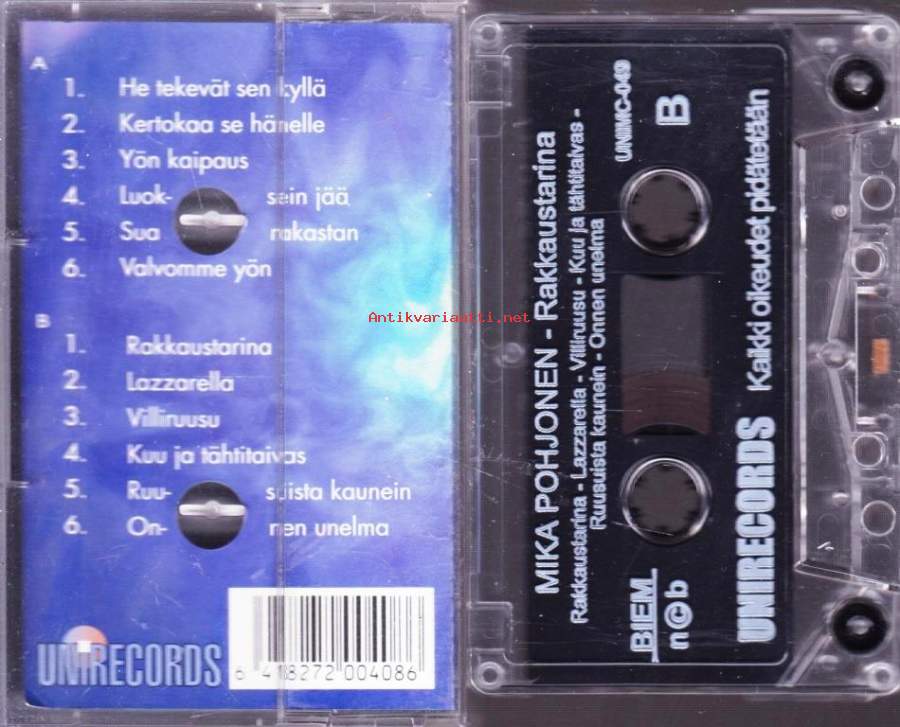 A
1. He tekevät sen kyllä
2. Kertokaa se hänelle
3. Yön kaipaus
4. Luok- sein jää
5. Sua rakastan
6. Valvomme yön
B
1. Rakkaustarina
2. Lazzarella
3. Villiruusu
4. Kuu ja tähtitaivas
5. Ruu- suista kaunein
6. On- nen unelma
UNIRECORDS
6 418272 004086
Antikvariaatti.net
MIKA POHJONEN - Rakkaustarina
Rakkaustarina - Lazzarella - Villiruusu - Kuu ja tähtitaivas -
Ruusuista kaunein - Onnen unelma
UNIMC-049
B
BIEM
n©b
UNIRECORDS
Kaikki oikeudet pidätetään